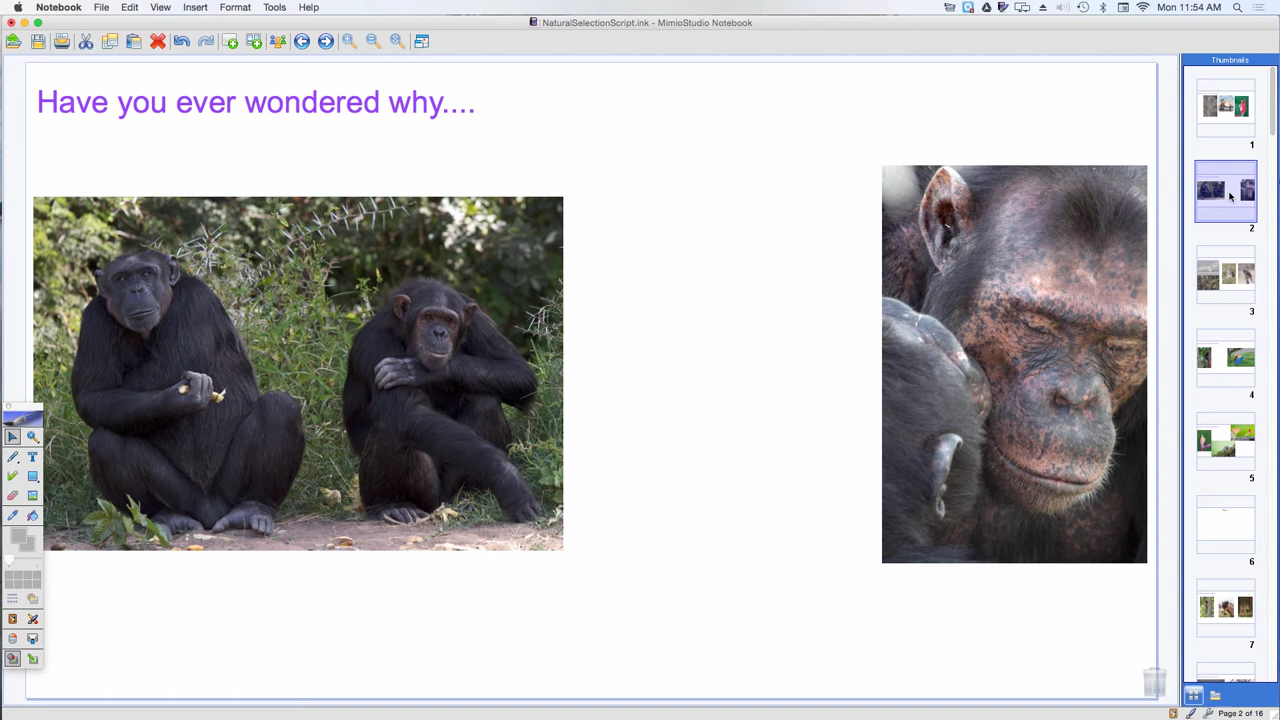 Notebook File Edit View Insert Format Tools Help
Mon 11:54 AM
NaturalSelectionScript.ink - MimioStudio Notebook
Thumbnails
Have you ever wondered why....
1
2
3
4
5
6
7
Page 2 of 16